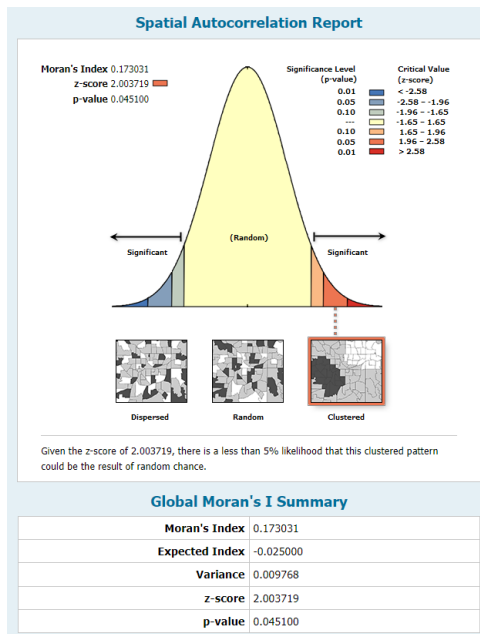 Spatial Autocorrelation Report
Moran's Index 0.173031
z-score 2.003719
p-value 0.045100
Significance Level
(p-value)
Critical Value
(z-score)
0.01 < -2.58
0.05 -2.58 – -1.96
0.10 -1.96 – -1.65
--- -1.65 – 1.65
0.10 1.65 – 1.96
0.05 1.96 – 2.58
0.01 > 2.58
(Random)
Significant
Significant
Dispersed
Random
Clustered
Given the z-score of 2.003719, there is a less than 5% likelihood that this clustered pattern
could be the result of random chance.
Global Moran's I Summary
Moran's Index 0.173031
Expected Index -0.025000
Variance 0.009768
z-score 2.003719
p-value 0.045100